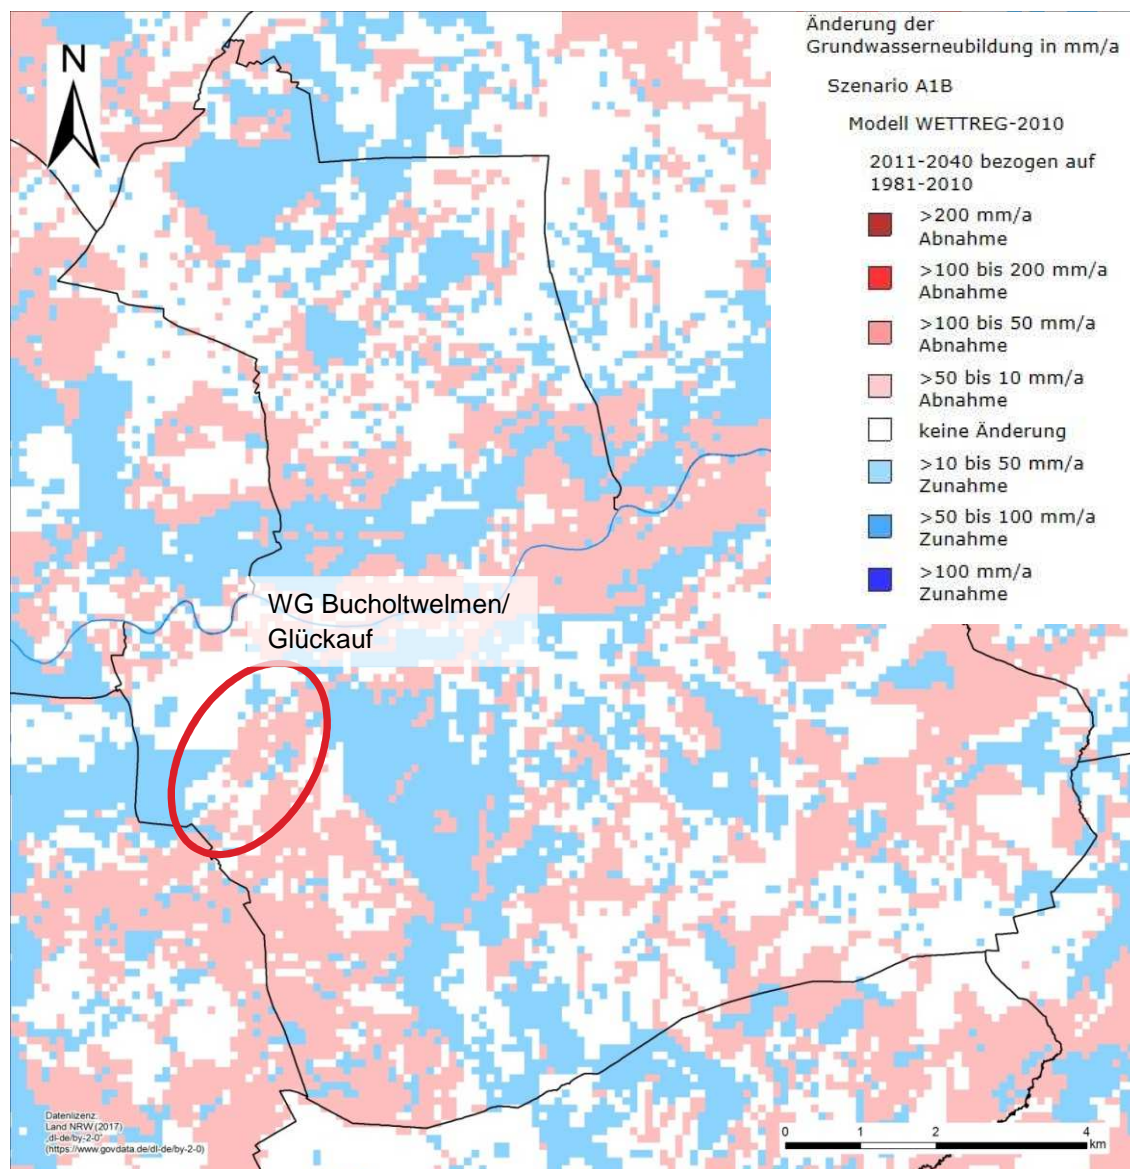 N
Änderung der
Grundwasserneubildung in mm/a
Szenario A1B
Modell WETTREG-2010
2011-2040 bezogen auf
1981-2010
>200 mm/a
Abnahme
>100 bis 200 mm/a
Abnahme
>100 bis 50 mm/a
Abnahme
>50 bis 10 mm/a
Abnahme
keine Änderung
>10 bis 50 mm/a
Zunahme
>50 bis 100 mm/a
Zunahme
>100 mm/a
Zunahme
WG Bucholtwelmen/
Glückauf
Datenlizenz:
Land NRW (2017)
„dl-de/by-2-0"
(https://www.govdata.de/dl-de/by-2-0)
0 1 2 4
km